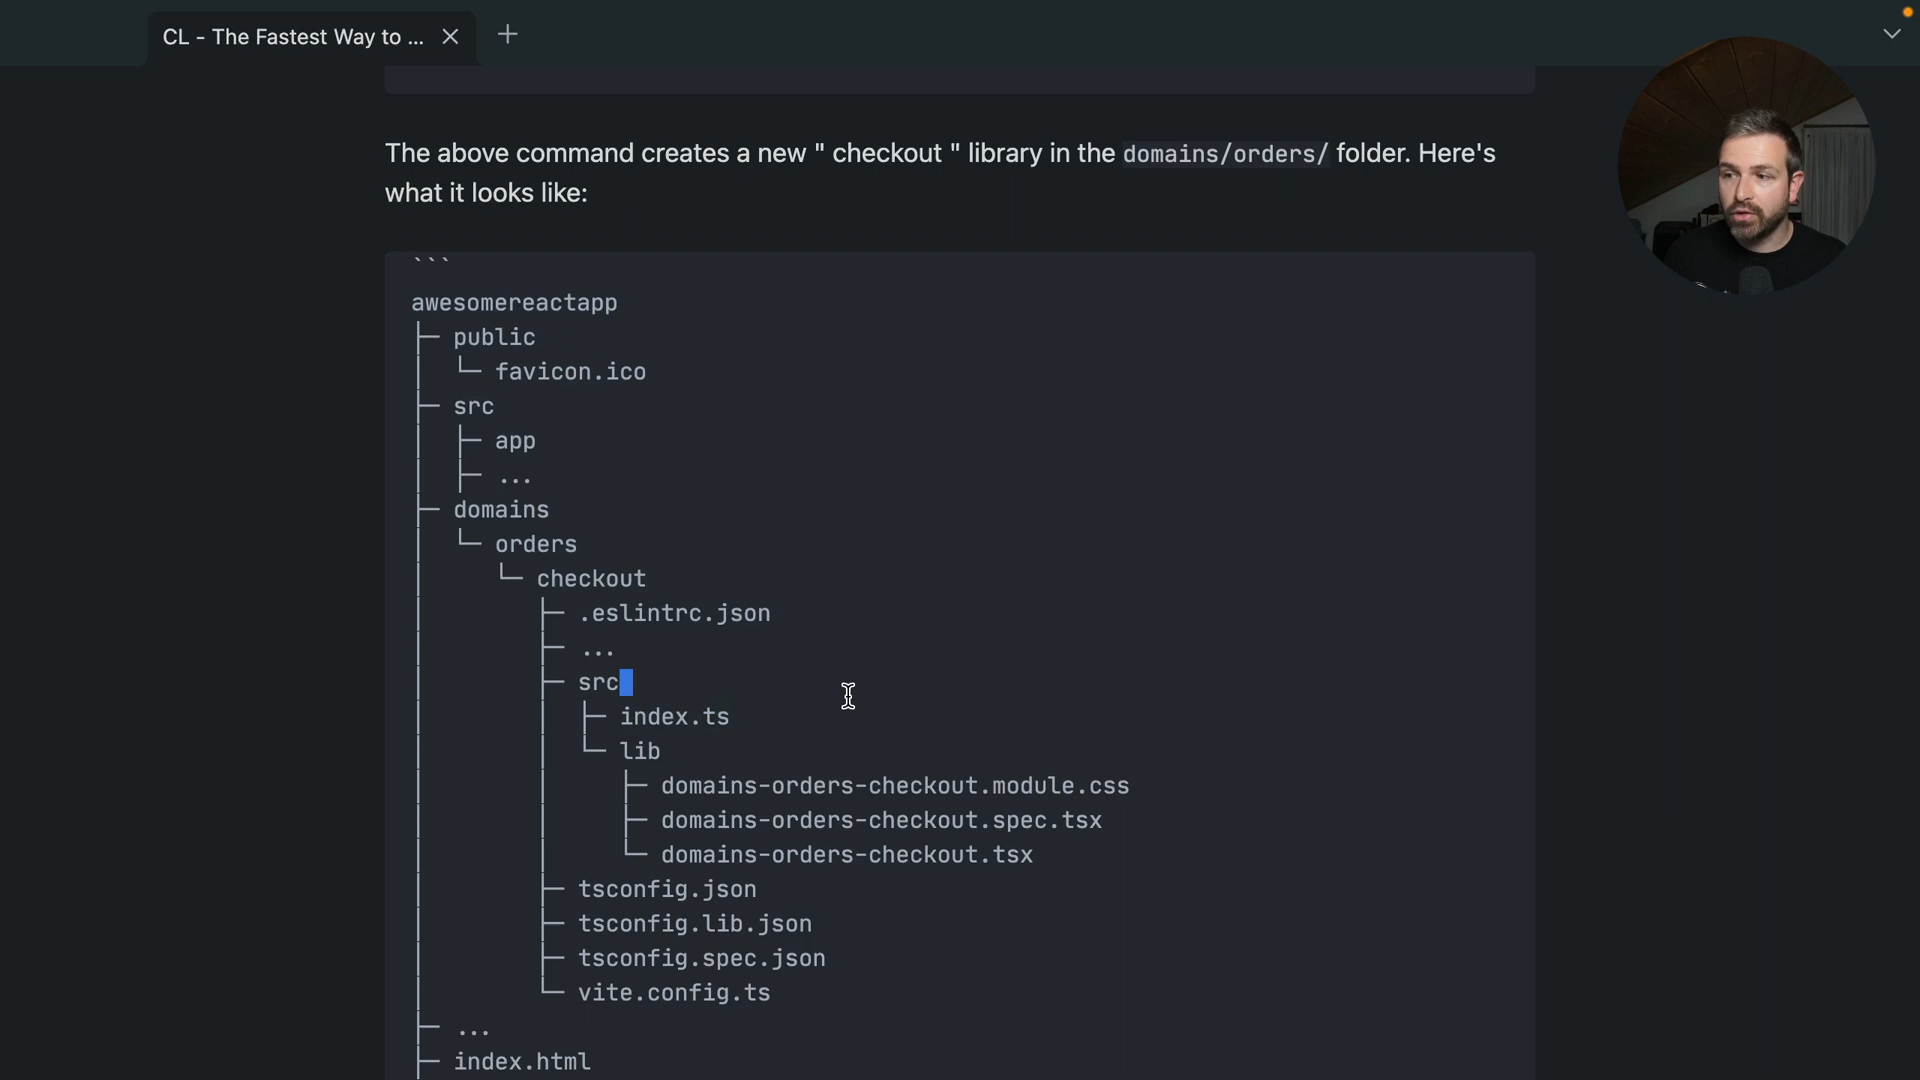 CL - The Fastest Way to ...
The above command creates a new " checkout " library in the domains/orders/ folder. Here's
what it looks like:
```
awesomereactapp
├─ public
│  └─ favicon.ico
├─ src
│  ├─ app
│  ├─ ...
├─ domains
│  └─ orders
│     └─ checkout
│        ├─ .eslintrc.json
│        ├─ ...
│        ├─ src
│        │  ├─ index.ts
│        │  └─ lib
│        │     ├─ domains-orders-checkout.module.css
│        │     ├─ domains-orders-checkout.spec.tsx
│        │     └─ domains-orders-checkout.tsx
│        ├─ tsconfig.json
│        ├─ tsconfig.lib.json
│        ├─ tsconfig.spec.json
│        └─ vite.config.ts
├─ ...
├─ index.html